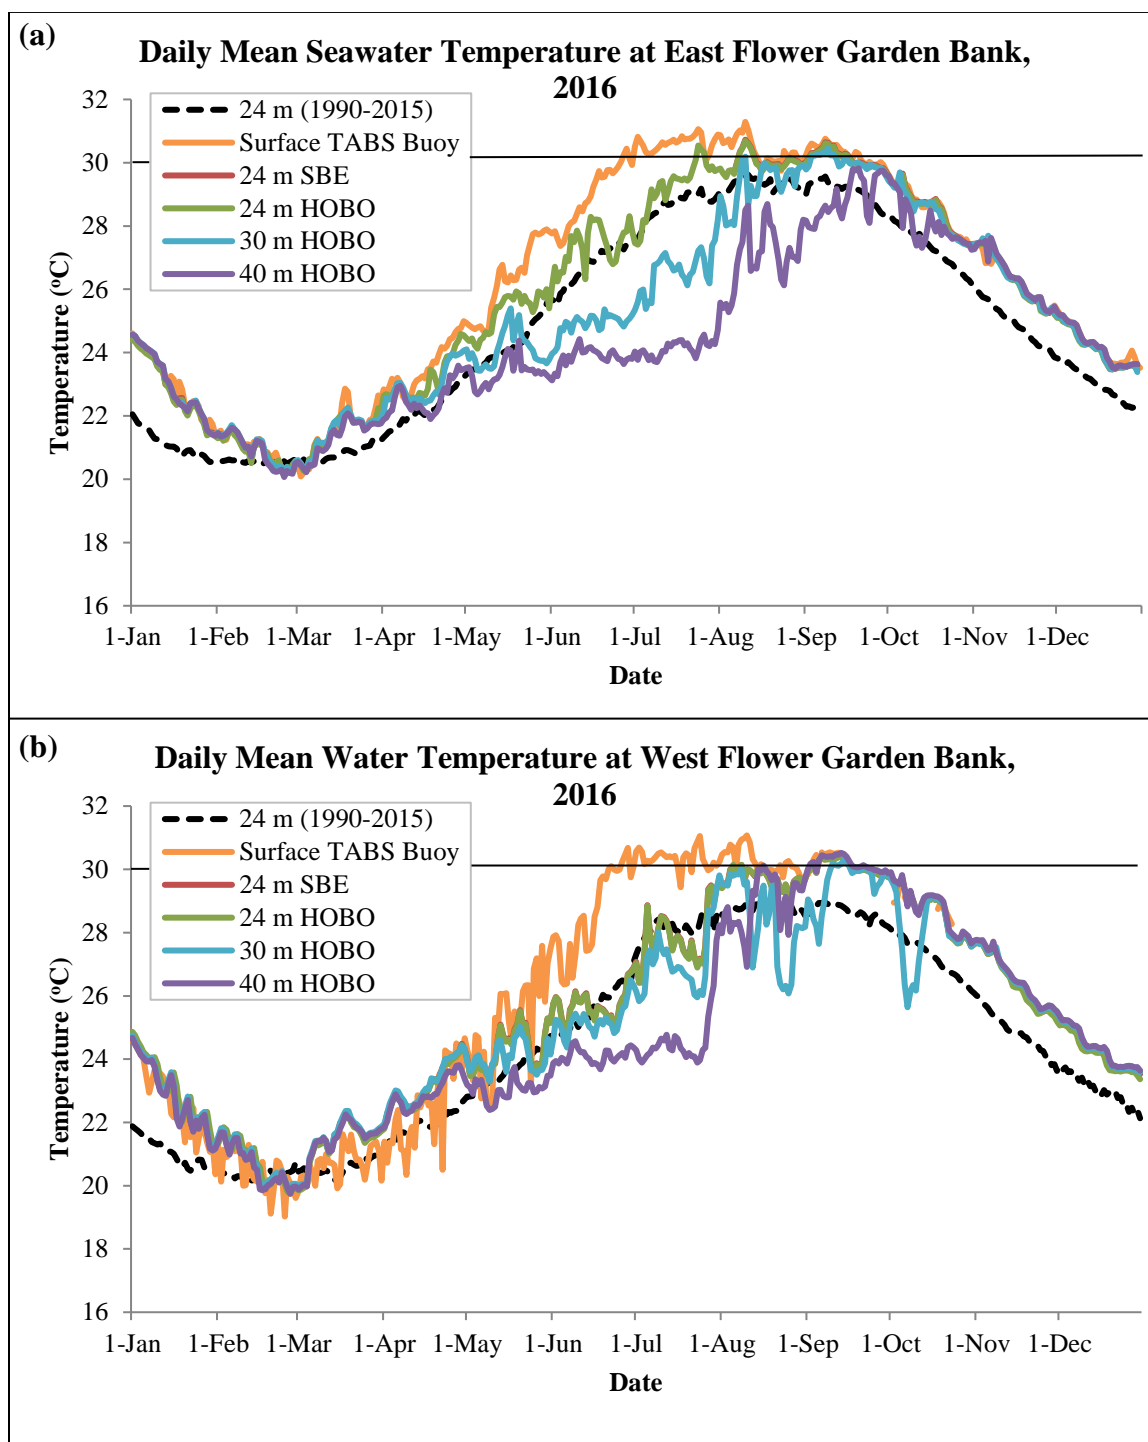 (a)
Daily Mean Seawater Temperature at East Flower Garden Bank,
2016
24 m (1990-2015)
Surface TABS Buoy
24 m SBE
24 m HOBO
30 m HOBO
40 m HOBO
Temperature (oC)
32
30
28
26
24
22
20
18
16
1-Jan 1-Feb 1-Mar 1-Apr 1-May 1-Jun 1-Jul 1-Aug 1-Sep 1-Oct 1-Nov 1-Dec
Date
(b)
Daily Mean Water Temperature at West Flower Garden Bank,
2016
24 m (1990-2015)
Surface TABS Buoy
24 m SBE
24 m HOBO
30 m HOBO
40 m HOBO
Temperature (oC)
32
30
28
26
24
22
20
18
16
1-Jan 1-Feb 1-Mar 1-Apr 1-May 1-Jun 1-Jul 1-Aug 1-Sep 1-Oct 1-Nov 1-Dec
Date